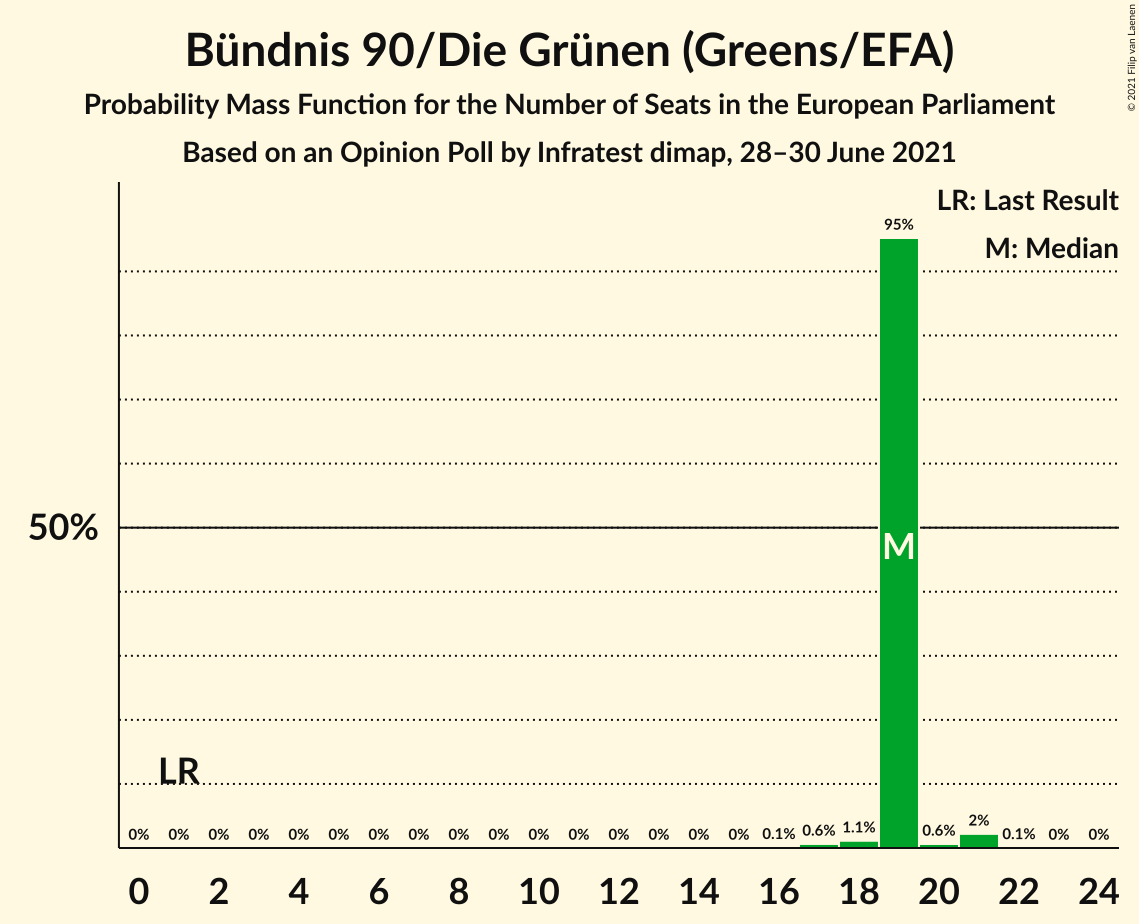 Bündnis 90/Die Grünen (Greens/EFA)
Probability Mass Function for the Number of Seats in the European Parliament
Based on an Opinion Poll by Infratest dimap, 28–30 June 2021
© 2021 Filip van Laenen
LR: Last Result
M: Median
95%
50%
M
LR
0% 0% 0% 0% 0% 0% 0% 0% 0% 0% 0% 0% 0% 0% 0% 0% 0.1% 0.6% 1.1% 0.6% 2% 0.1% 0% 0%
0 2 4 6 8 10 12 14 16 18 20 22 24